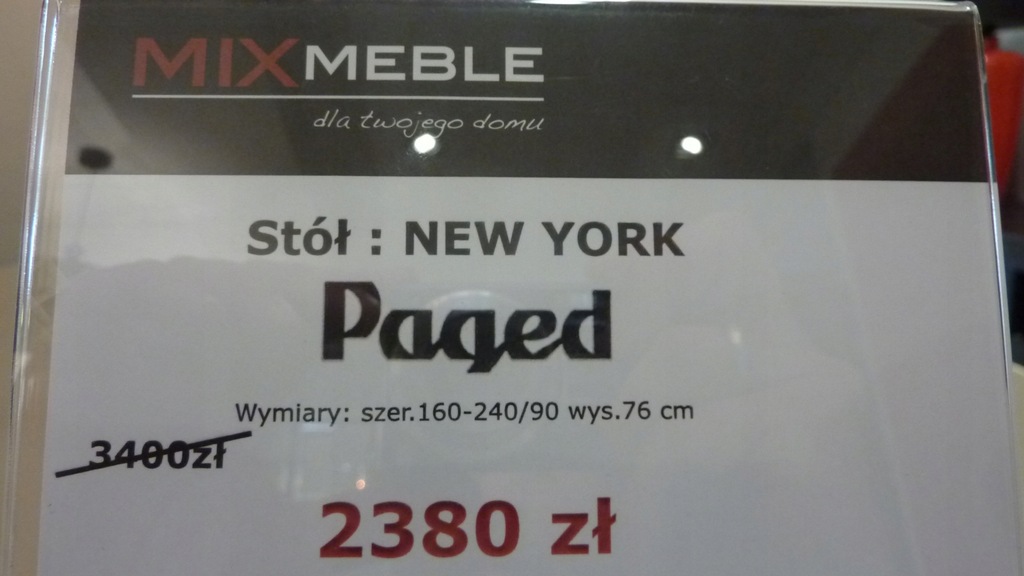 MIXMEBLE
dla twojego domu
Stół : NEW YORK
Paged
Wymiary: szer.160-240/90 wys.76 cm
3400zł
2380 zł